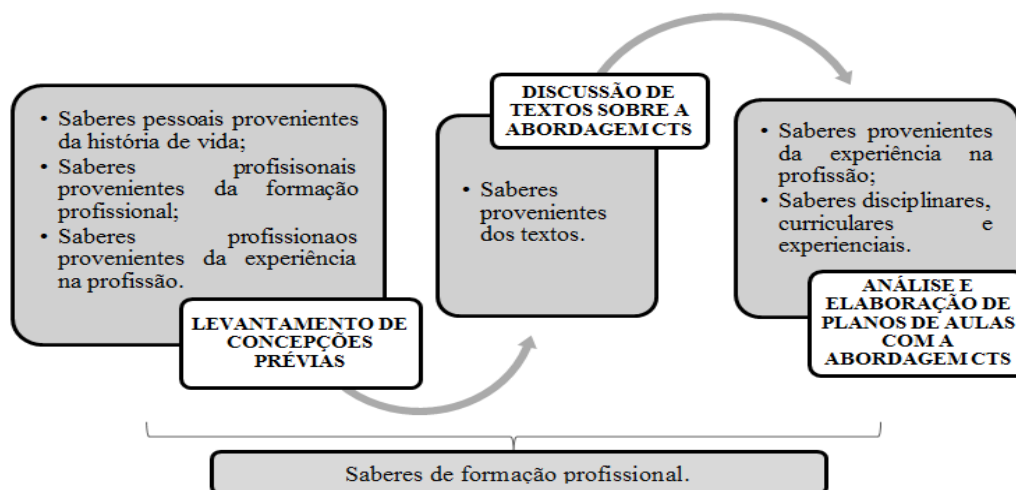 • Saberes pessoais provenientes
da história de vida;
• Saberes profisisonais
provenientes da formação
profissional;
• Saberes profissionaos
provenientes da experiência
na profissão.
LEVANTAMENTO DE
CONCEPÇÕES
PRÉVIAS
DISCUSSÃO DE
TEXTOS SOBRE A
ABORDAGEM CTS
• Saberes
provenientes
dos textos.
• Saberes provenientes
da experiência na
profissão;
• Saberes disciplinares,
curriculares e
experienciais.
ANÁLISE E
ELABORAÇÃO DE
PLANOS DE AULAS
COM A
ABORDAGEM CTS
Saberes de formação profissional.